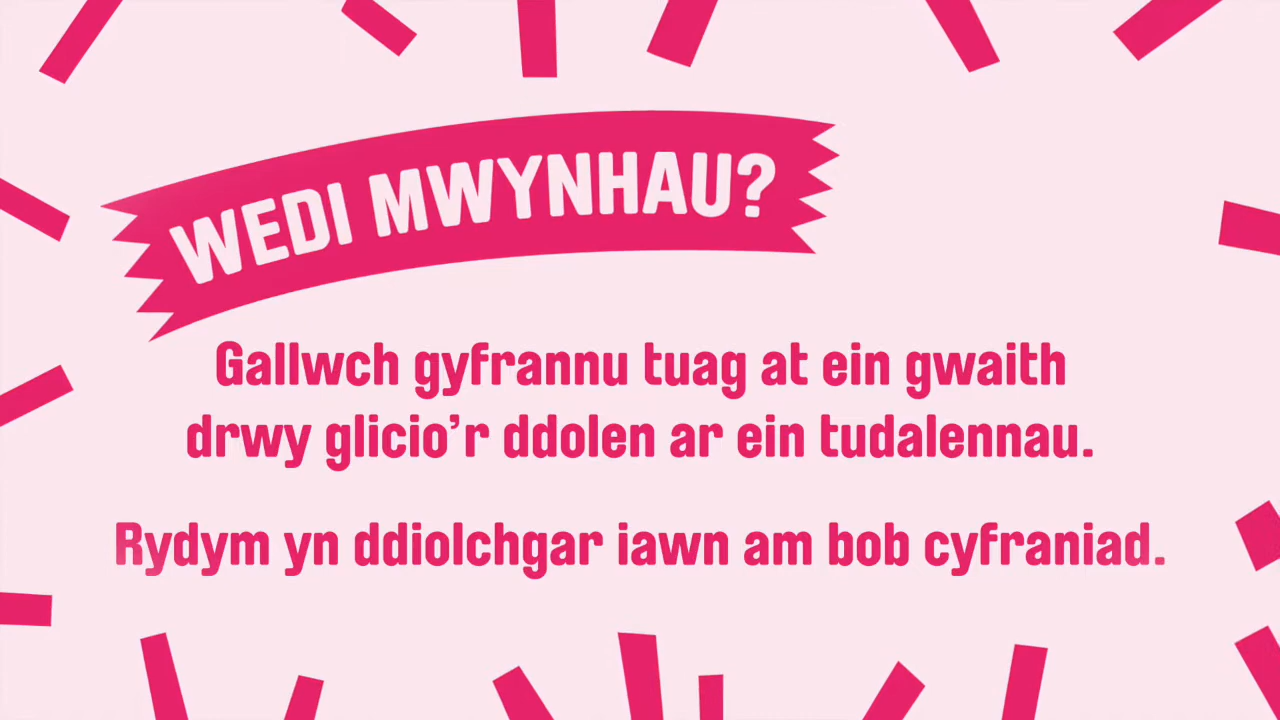 WEDI MWYNHAU?
Gallwch gyfrannu tuag at ein gwaith
drwy glicio’r ddolen ar ein tudalennau.
Rydym yn ddiolchgar iawn am bob cyfraniad.